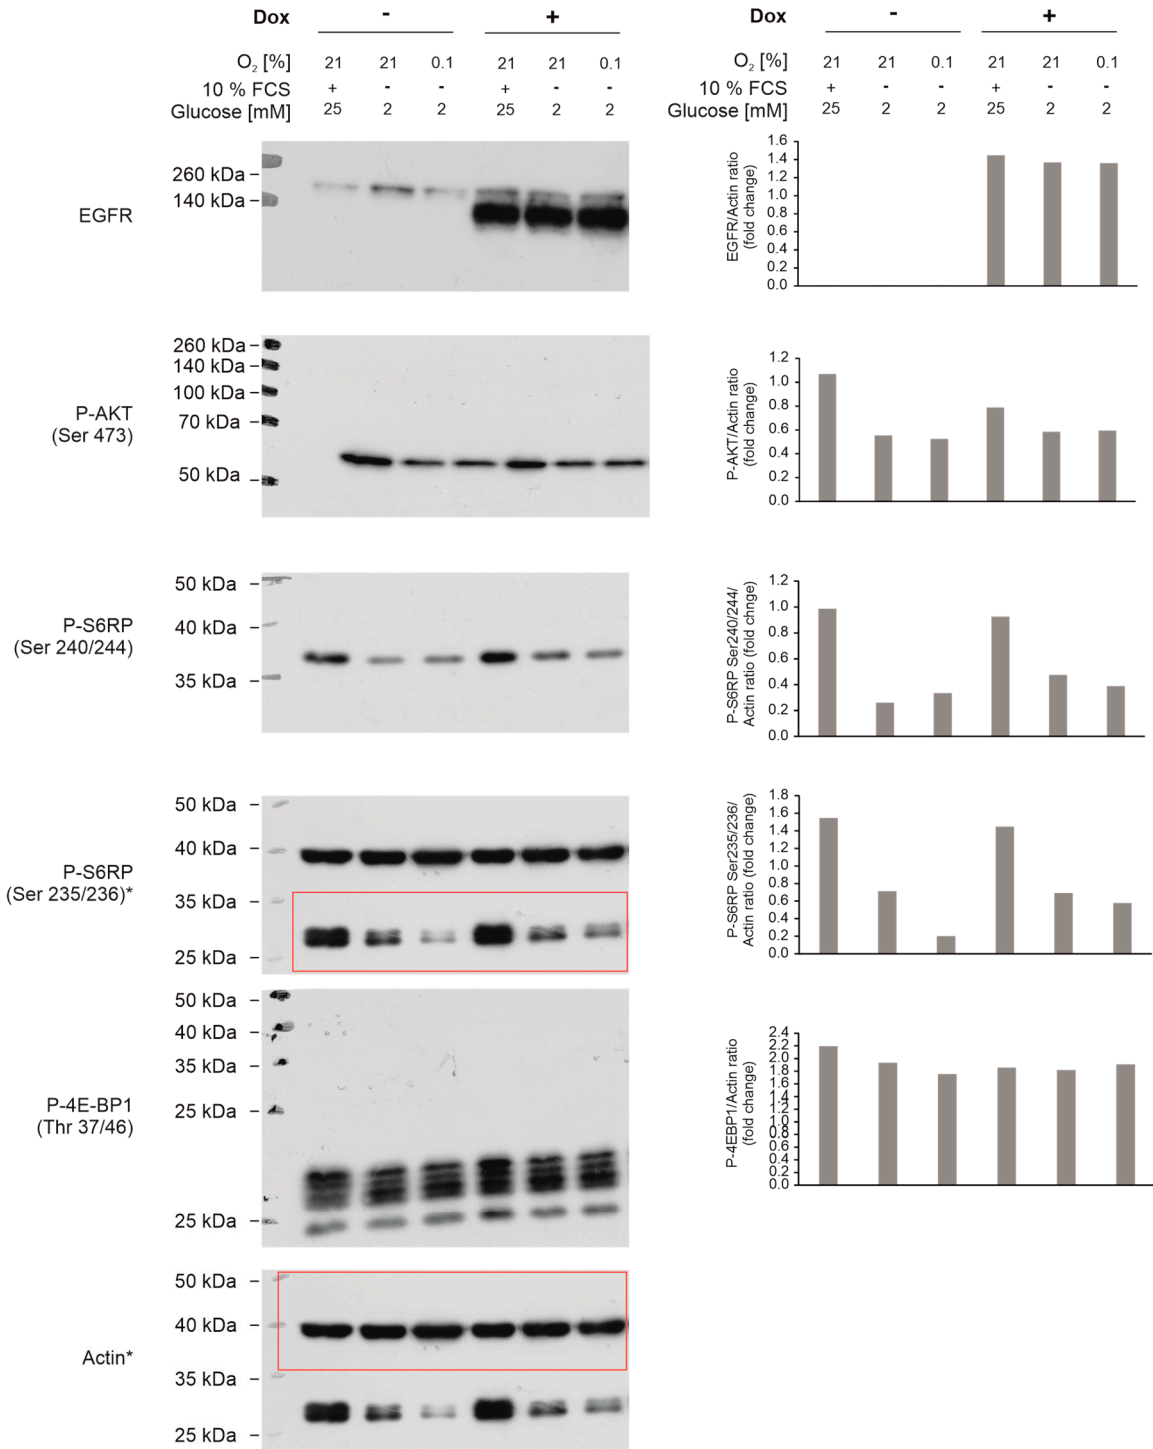 Dox - +
O₂ [%] 21 21 0.1 21 21 0.1
10 % FCS + - - + - -
Glucose [mM] 25 2 2 25 2 2
EGFR
260 kDa
140 kDa
P-AKT
(Ser 473)
260 kDa
140 kDa
100 kDa
70 kDa
50 kDa
P-S6RP
(Ser 240/244)
50 kDa
40 kDa
35 kDa
P-S6RP
(Ser 235/236)*
50 kDa
40 kDa
35 kDa
25 kDa
P-4E-BP1
(Thr 37/46)
50 kDa
40 kDa
35 kDa
25 kDa
25 kDa
Actin*
50 kDa
40 kDa
35 kDa
25 kDa
Dox - +
O₂ [%] 21 21 0.1 21 21 0.1
10 % FCS + - - + - -
Glucose [mM] 25 2 2 25 2 2
EGFR/Actin ratio
(fold change)
1.6
1.4
1.2
1.0
0.8
0.6
0.4
0.2
0.0
P-AKT/Actin ratio
(fold change)
1.2
1.0
0.8
0.6
0.4
0.2
0.0
P-S6RP Ser240/244/
Actin ratio (fold chnge)
1.2
1.0
0.8
0.6
0.4
0.2
0.0
P-S6RP Ser235/236/
Actin ratio (fold change)
1.8
1.6
1.4
1.2
1.0
0.8
0.6
0.4
0.2
0.0
P-4EBP1/Actin ratio
(fold change)
2.4
2.2
2.0
1.8
1.6
1.4
1.2
1.0
0.8
0.6
0.4
0.2
0.0